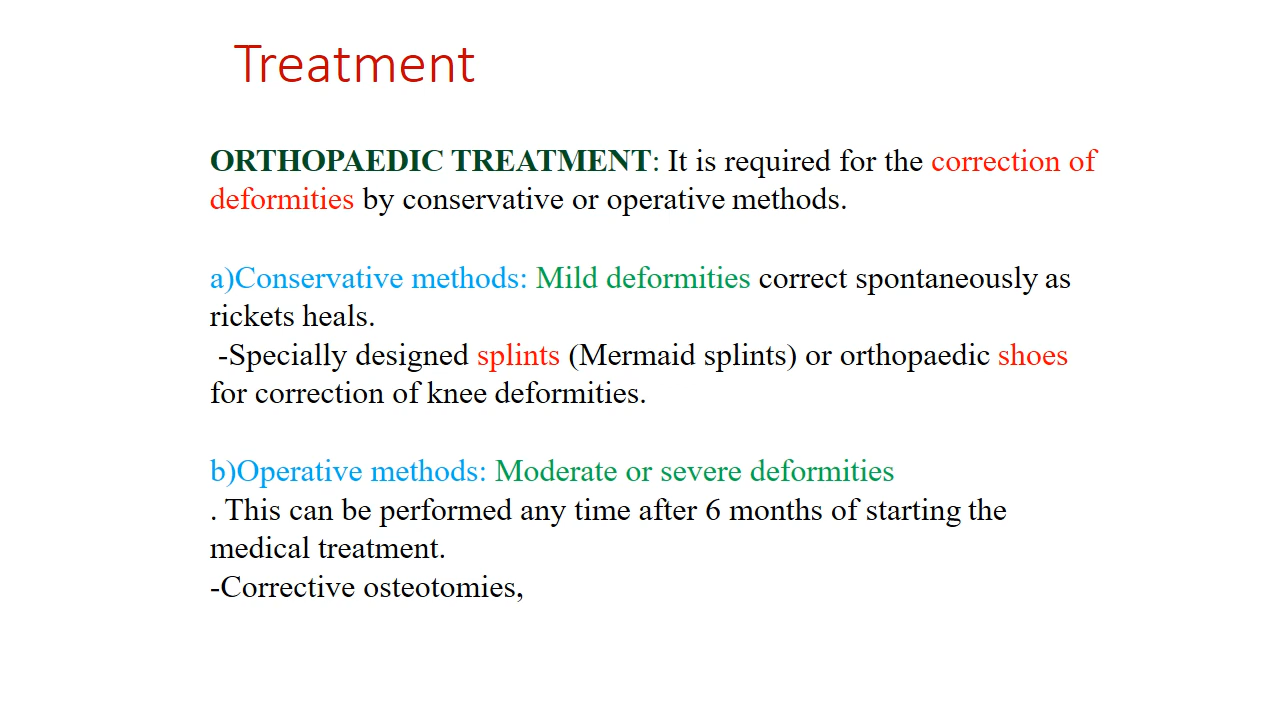 Treatment
ORTHOPAEDIC TREATMENT: It is required for the correction of
deformities by conservative or operative methods.
a)Conservative methods: Mild deformities correct spontaneously as
rickets heals.
-Specially designed splints (Mermaid splints) or orthopaedic shoes
for correction of knee deformities.
b)Operative methods: Moderate or severe deformities
. This can be performed any time after 6 months of starting the
medical treatment.
-Corrective osteotomies,